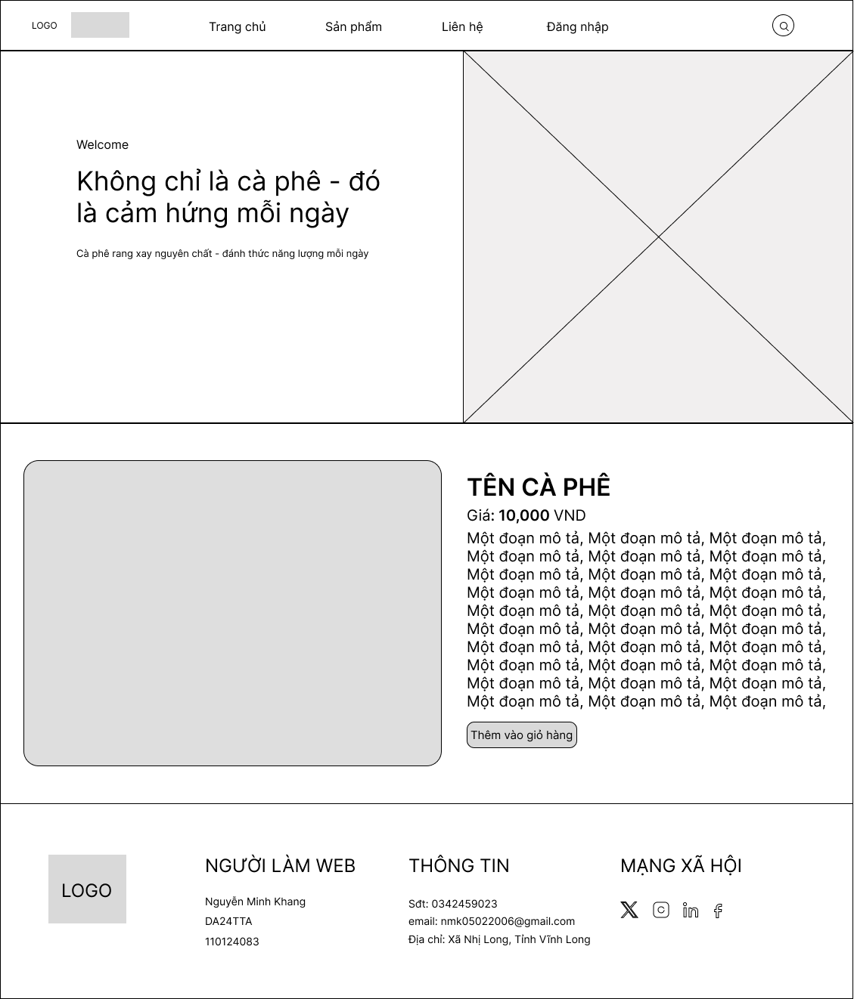 LOGO
Trang chủ
Sản phẩm
Liên hệ
Đăng nhập
Welcome
Không chỉ là cà phê - đó
là cảm hứng mỗi ngày
Cà phê rang xay nguyên chất - đánh thức năng lượng mỗi ngày
TÊN CÀ PHÊ
Giá: 10,000 VND
Một đoạn mô tả, Một đoạn mô tả, Một đoạn mô tả,
Một đoạn mô tả, Một đoạn mô tả, Một đoạn mô tả,
Một đoạn mô tả, Một đoạn mô tả, Một đoạn mô tả,
Một đoạn mô tả, Một đoạn mô tả, Một đoạn mô tả,
Một đoạn mô tả, Một đoạn mô tả, Một đoạn mô tả,
Một đoạn mô tả, Một đoạn mô tả, Một đoạn mô tả,
Một đoạn mô tả, Một đoạn mô tả, Một đoạn mô tả,
Một đoạn mô tả, Một đoạn mô tả, Một đoạn mô tả,
Một đoạn mô tả, Một đoạn mô tả, Một đoạn mô tả,
Một đoạn mô tả, Một đoạn mô tả, Một đoạn mô tả,
Thêm vào giỏ hàng
LOGO
NGƯỜI LÀM WEB
Nguyễn Minh Khang
DA24TTA
110124083
THÔNG TIN
Sđt: 0342459023
email: nmk05022006@gmail.com
Địa chỉ: Xã Nhị Long, Tỉnh Vĩnh Long
MẠNG XÃ HỘI